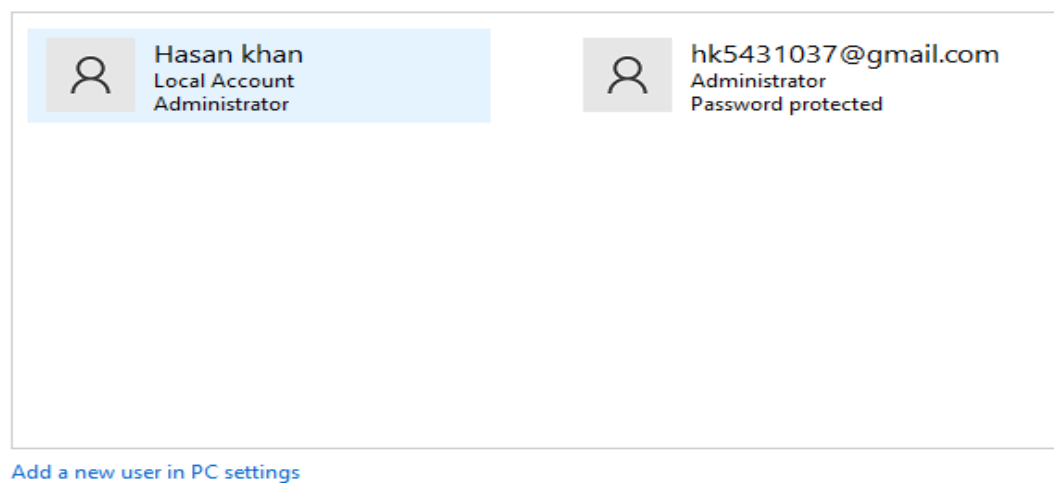 Hasan khan
Local Account
Administrator
hk5431037@gmail.com
Administrator
Password protected
Add a new user in PC settings